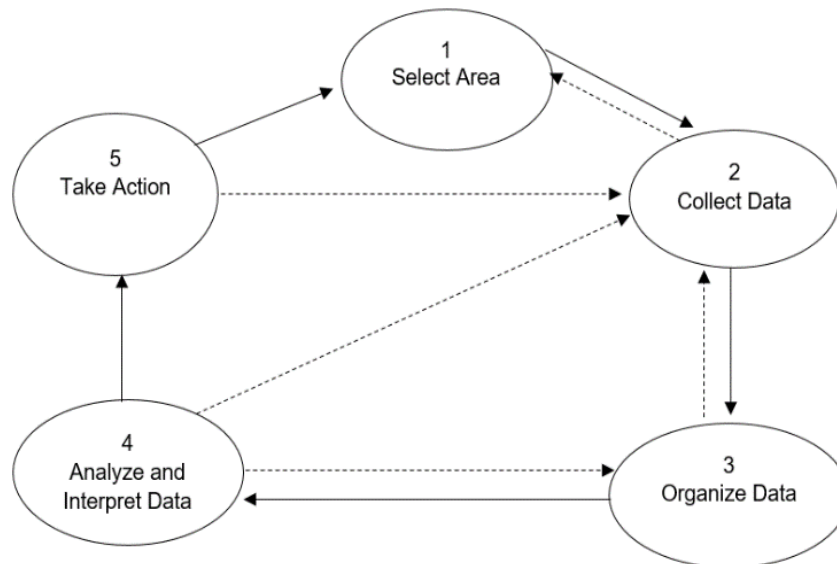 1
Select Area
2
Collect Data
3
Organize Data
4
Analyze and
Interpret Data
5
Take Action